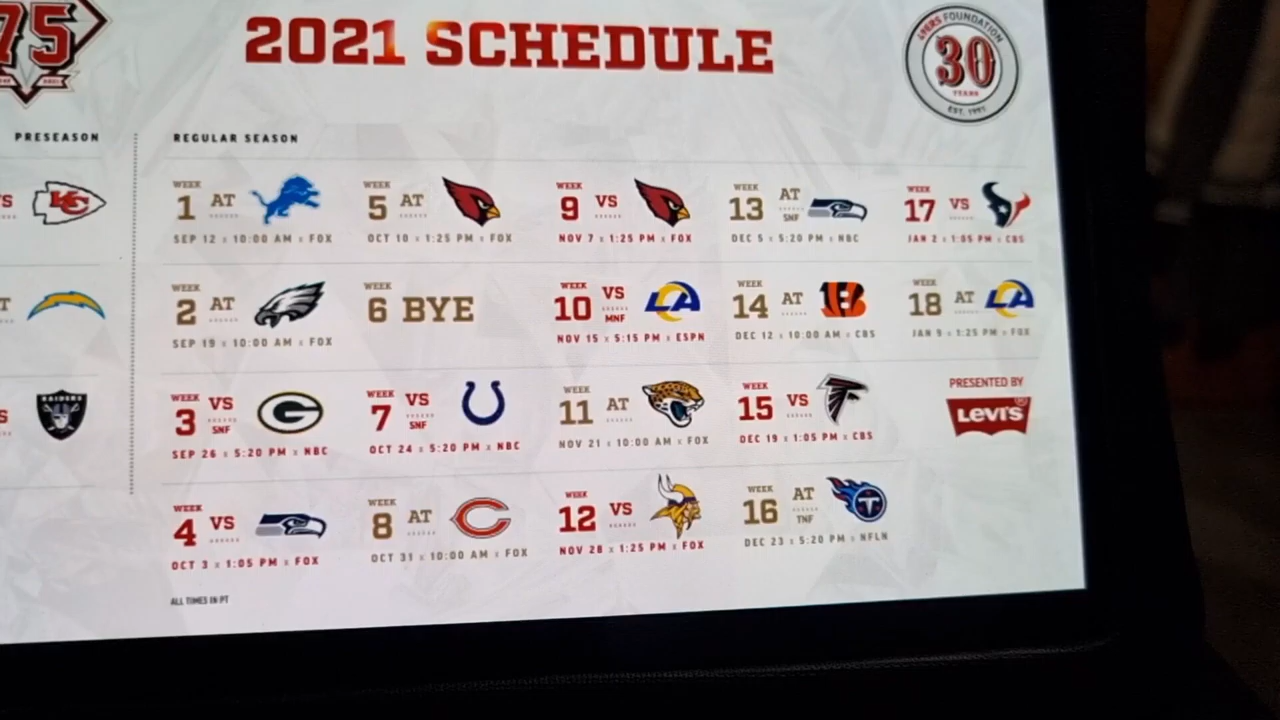 75
2021 SCHEDULE
49ERS FOUNDATION
30
YEARS
EST. 1991
PRESEASON
REGULAR SEASON
VS
KC
WEEK 1 AT
SEP 12 x 10:00 AM x FOX
WEEK 5 AT
OCT 10 x 1:25 PM x FOX
WEEK 9 VS
NOV 7 x 1:25 PM x FOX
WEEK 13 AT
SNF
DEC 5 x 5:20 PM x NBC
WEEK 17 VS
JAN 2 x 1:05 PM x CBS
WEEK 2 AT
SEP 19 x 10:00 AM x FOX
6 BYE
WEEK 10 VS
MNF
LA
NOV 15 x 5:15 PM x ESPN
WEEK 14 AT
B
DEC 12 x 10:00 AM x CBS
WEEK 18 AT
LA
JAN 9 x 1:25 PM x FOX
RAIDERS
WEEK 3 VS
SNF
G
SEP 26 x 5:20 PM x NBC
WEEK 7 VS
SNF
OCT 24 x 5:20 PM x NBC
WEEK 11 AT
NOV 21 x 10:00 AM x FOX
WEEK 15 VS
DEC 19 x 1:05 PM x CBS
PRESENTED BY
LEVI'S
WEEK 4 VS
OCT 3 x 1:05 PM x FOX
WEEK 8 AT
C
OCT 31 x 10:00 AM x FOX
WEEK 12 VS
NOV 28 x 1:25 PM x FOX
WEEK 16 AT
TNF
T
DEC 23 x 5:20 PM x NFLN
ALL TIMES IN PT